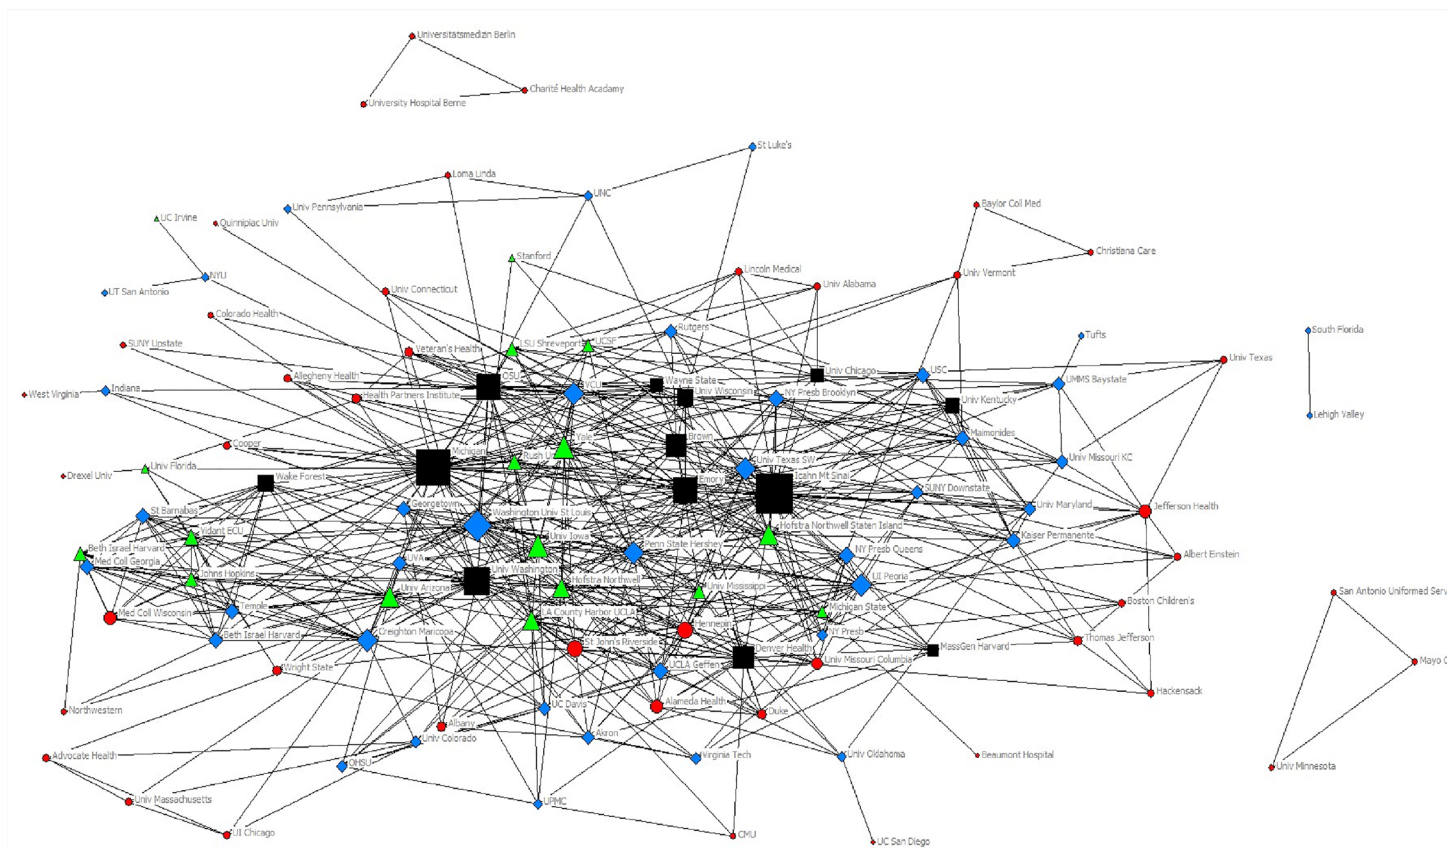 Universitätsmedizin Berlin
Charité Health Acadamy
University Hospital Berne
St Luke's
Loma Linda
UNC
Univ Pennsylvania
Baylor Coll Med
UC Irvine
Quinnipiac Univ
Christiana Care
Stanford
Lincoln Medical
Univ Vermont
NYU
UT San Antonio
Univ Connecticut
Univ Alabama
Colorado Health
Rutgers
South Florida
Tufts
SUNY Upstate
Veteran's Health
LSU Shreveport
UCSF
Univ Texas
OSU
Univ Chicago
USC
Allegheny Health
Wayne State
UMMS Baystate
Indiana
West Virginia
Health Partners Institute
VCU
Univ Wisconsin
NY Presb Brooklyn
Univ Kentucky
Lehigh Valley
Cooper
Yale
Brown
Maimonides
Michigan
Rush U
Univ Texas SW
Univ Missouri KC
Univ Florida
Drexel Univ
Wake Forest
Emory
Icahn Mt Sinai
SUNY Downstate
Georgetown
Univ Maryland
Jefferson Health
St Barnabas
Washington Univ St Louis
Vidant ECU
Univ Iowa
Hofstra Northwell Staten Island
Kaiser Permanente
Beth Israel Harvard
Med Coll Georgia
UVA
Penn State Hershey
NY Presb Queens
Albert Einstein
Johns Hopkins
Univ Washington
Hofstra Northwell
UI Peoria
Univ Arizona
Univ Mississippi
San Antonio Uniformed Serv
Med Coll Wisconsin
Temple
LA County Harbor UCLA
Michigan State
Boston Children's
Beth Israel Harvard
Creighton Maricopa
Hennepin
NY Presb
Thomas Jefferson
St John's Riverside
Denver Health
MassGen Harvard
Wright State
UCLA Geffen
Univ Missouri Columbia
Mayo C
Hackensack
Northwestern
UC Davis
Alameda Health
Duke
Albany
Univ Colorado
Akron
Advocate Health
OHSU
Virginia Tech
Univ Oklahoma
Beaumont Hospital
Univ Minnesota
Univ Massachusetts
UPMC
UI Chicago
CMU
UC San Diego